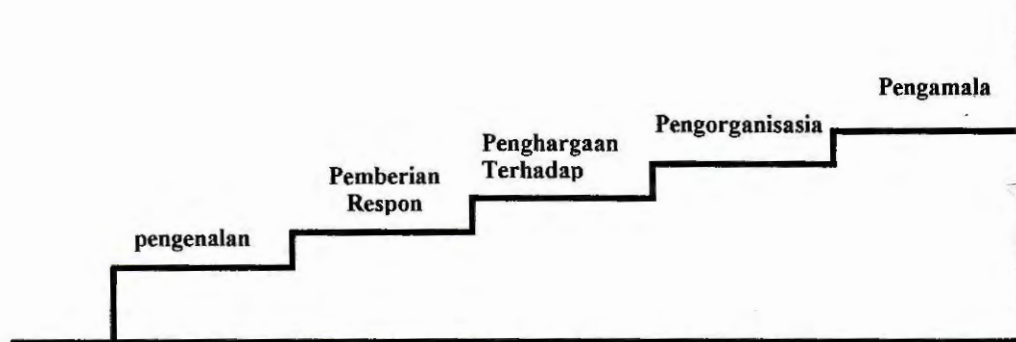 pengenalan
Pemberian
Respon
Penghargaan
Terhadap
Pengorganisasia
Pengamala